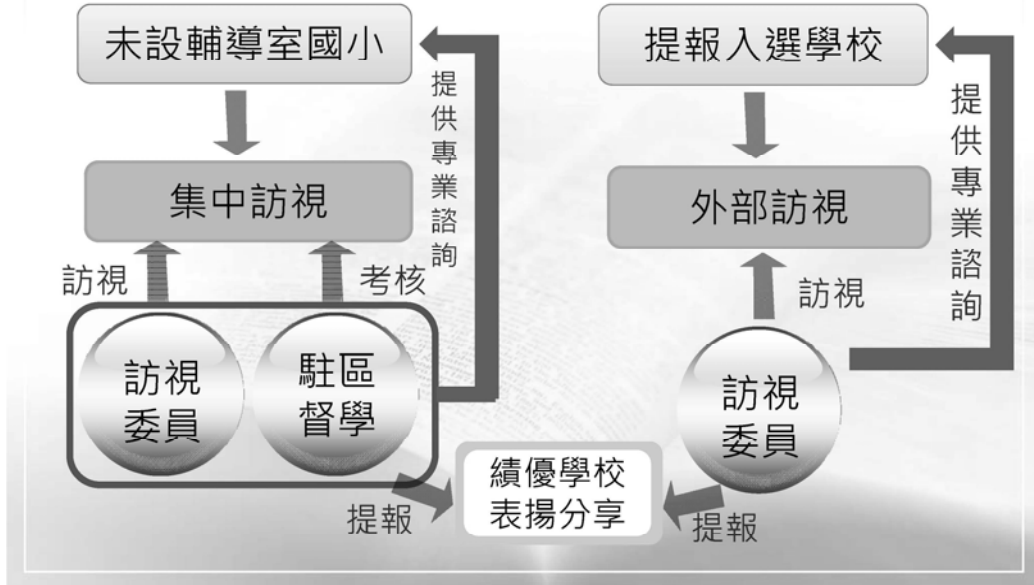 未設輔導室國小
提報入選學校
提供專業諮詢
提供專業諮詢
集中訪視
外部訪視
訪視
考核
訪視
訪視
委員
駐區
督學
訪視
委員
績優學校
表揚分享
提報
提報